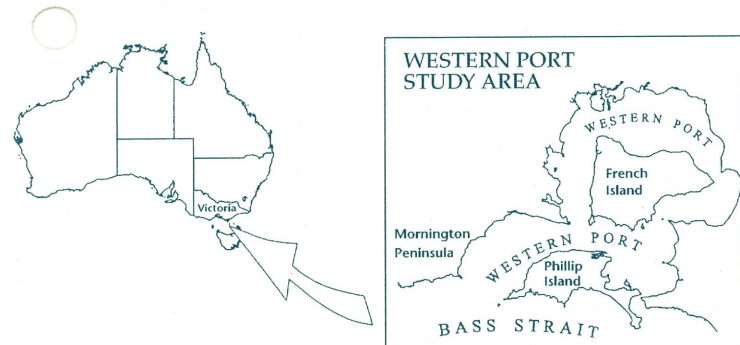 Victoria
WESTERN PORT
STUDY AREA
WESTERN PORT
French
Island
Mornington
Peninsula
WESTERN PORT
Phillip
Island
BASS STRAIT